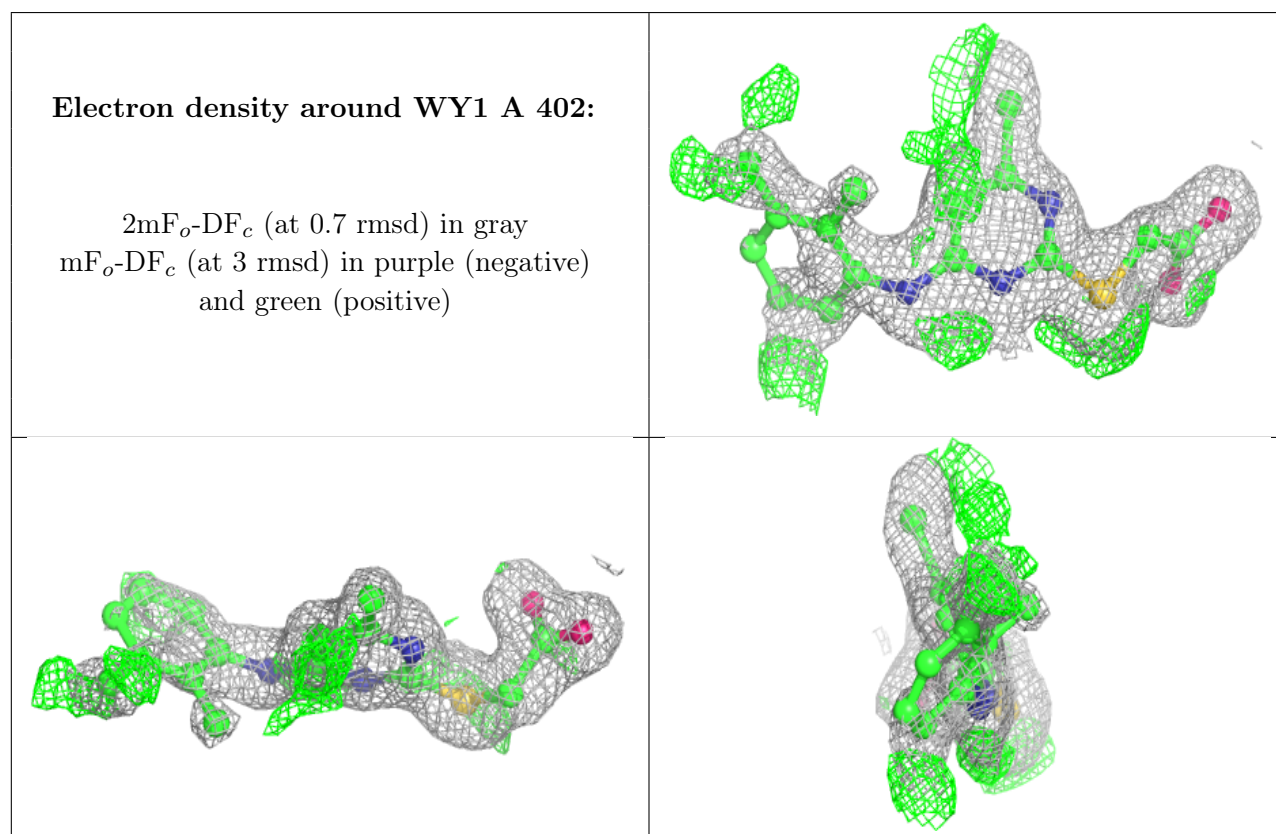 Electron density around WY1 A 402:
2mFo-DFc (at 0.7 rmsd) in gray
mFo-DFc (at 3 rmsd) in purple (negative)
and green (positive)